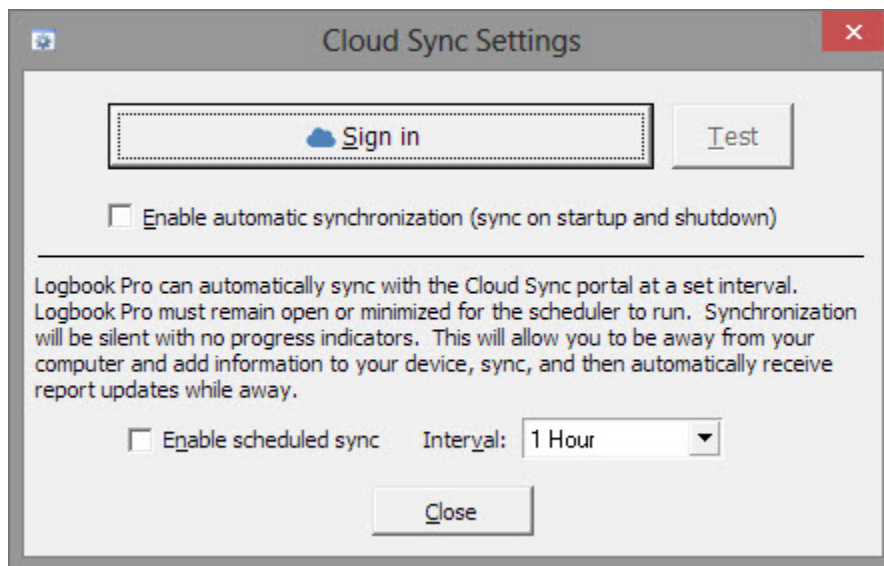 Cloud Sync Settings
Sign in
Test
Enable automatic synchronization (sync on startup and shutdown)
Logbook Pro can automatically sync with the Cloud Sync portal at a set interval.
Logbook Pro must remain open or minimized for the scheduler to run.  Synchronization
will be silent with no progress indicators.  This will allow you to be away from your
computer and add information to your device, sync, and then automatically receive
report updates while away.
Enable scheduled sync
Interval:
1 Hour
Close